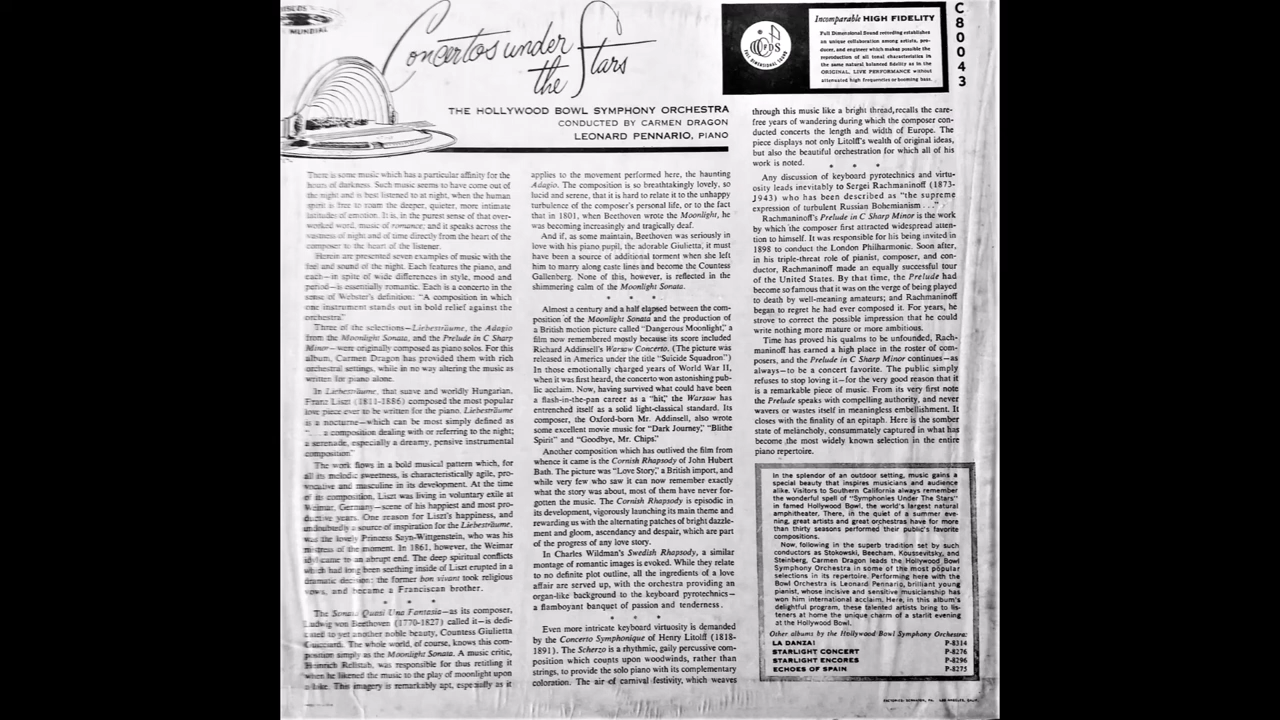 DISCOS
MUNDIAL
Concertos under
the Stars
THE HOLLYWOOD BOWL SYMPHONY ORCHESTRA
CONDUCTED BY CARMEN DRAGON
LEONARD PENNARIO, PIANO
FDS
FULL DIMENSIONAL SOUND
Incomparable HIGH FIDELITY
Full Dimensional Sound recording establishes
an unique collaboration among artists, pro-
ducer, and engineer which makes possible the
reproduction of all tonal characteristics in
the same natural balanced fidelity as in the
ORIGINAL, LIVE PERFORMANCE without
attenuated high frequencies or booming bass.
C80043
There is some music which has a particular affinity for the
hours of darkness. Such music seems to have come out of
the night and is best listened to at night, when the human
spirit is free to roam the deeper, quieter, more intimate
latitudes of emotion. It is, in the purest sense of that over-
worked word, music of romance; and it speaks across the
vastness of night and of time directly from the heart of the
composer to the heart of the listener.
Herein are presented seven examples of music with the
feel and sound of the night. Each features the piano, and
each—in spite of wide differences in style, mood and
period—is essentially romantic. Each is a concerto in the
sense of Webster's definition: "A composition in which
one instrument stands out in bold relief against the
orchestra."
Three of the selections—Liebesträume, the Adagio
from the Moonlight Sonata, and the Prelude in C Sharp
Minor—were originally composed as piano solos. For this
album, Carmen Dragon has provided them with rich
orchestral settings, while in no way altering the music as
written for piano alone.
In Liebesträume, that suave and worldly Hungarian,
Franz Liszt (1811-1886) composed the most popular
love piece ever to be written for the piano. Liebesträume
is a nocturne—which can be most simply defined as
". . . a composition dealing with or referring to the night;
a serenade, especially a dreamy, pensive instrumental
composition."
The work flows in a bold musical pattern which, for
all its melodic sweetness, is characteristically agile, pro-
vocative and masculine in its development. At the time
of its composition, Liszt was living in voluntary exile at
Weimar, Germany—scene of his happiest and most pro-
ductive years. One reason for Liszt's happiness, and
undoubtedly a source of inspiration for the Liebesträume,
was the lovely Princess Sayn-Wittgenstein, who was his
mistress of the moment. In 1861, however, the Weimar
idyl came to an abrupt end. The deep spiritual conflicts
which had long been seething inside of Liszt erupted in a
dramatic decision: the former bon vivant took religious
vows, and became a Franciscan brother.
* * *
The Sonata Quasi Una Fantasia—as its composer,
Ludwig von Beethoven (1770-1827) called it—is dedi-
cated to yet another noble beauty, Countess Giulietta
Guicciardi. The whole world, of course, knows this com-
position simply as the Moonlight Sonata. A music critic,
Heinrich Rellstab, was responsible for thus retitling it
when he likened the music to the play of moonlight upon
a lake. This imagery is remarkably apt, especially as it
applies to the movement performed here, the haunting
Adagio. The composition is so breathtakingly lovely, so
lucid and serene, that it is hard to relate it to the unhappy
turbulence of the composer's personal life, or to the fact
that in 1801, when Beethoven wrote the Moonlight, he
was becoming increasingly and tragically deaf.
And if, as some maintain, Beethoven was seriously in
love with his piano pupil, the adorable Giulietta, it must
have been a source of additional torment when she left
him to marry along caste lines and become the Countess
Gallenberg. None of this, however, is reflected in the
shimmering calm of the Moonlight Sonata.
* * *
Almost a century and a half elapsed between the com-
position of the Moonlight Sonata and the production of
a British motion picture called "Dangerous Moonlight," a
film now remembered mostly because its score included
Richard Addinsell's Warsaw Concerto. (The picture was
released in America under the title "Suicide Squadron.")
In those emotionally charged years of World War II,
when it was first heard, the concerto won astonishing pub-
lic acclaim. Now, having survived what could have been
a flash-in-the-pan career as a "hit," the Warsaw has
entrenched itself as a solid light-classical standard. Its
composer, the Oxford-born Mr. Addinsell, also wrote
some excellent movie music for "Dark Journey," "Blithe
Spirit" and "Goodbye, Mr. Chips."
Another composition which has outlived the film from
whence it came is the Cornish Rhapsody of John Hubert
Bath. The picture was "Love Story," a British import, and
while very few who saw it can now remember exactly
what the story was about, most of them have never for-
gotten the music. The Cornish Rhapsody is episodic in
its development, vigorously launching its main theme and
rewarding us with the alternating patches of bright dazzle-
ment and gloom, ascendancy and despair, which are part
of the progress of any love story.
In Charles Wildman's Swedish Rhapsody, a similar
montage of romantic images is evoked. While they relate
to no definite plot outline, all the ingredients of a love
affair are served up, with the orchestra providing an
organ-like background to the keyboard pyrotechnics—
a flamboyant banquet of passion and tenderness.
* * *
Even more intricate keyboard virtuosity is demanded
by the Concerto Symphonique of Henry Litolff (1818-
1891). The Scherzo is a rhythmic, gaily percussive com-
position which counts upon woodwinds, rather than
strings, to provide the solo piano with its complementary
coloration. The air of carnival festivity, which weaves
through this music like a bright thread, recalls the care-
free years of wandering during which the composer con-
ducted concerts the length and width of Europe. The
piece displays not only Litolff's wealth of original ideas,
but also the beautiful orchestration for which all of his
work is noted.
* * *
Any discussion of keyboard pyrotechnics and virtu-
osity leads inevitably to Sergei Rachmaninoff (1873-
1943) who has been described as "the supreme
expression of turbulent Russian Bohemianism . . ."
Rachmaninoff's Prelude in C Sharp Minor is the work
by which the composer first attracted widespread atten-
tion to himself. It was responsible for his being invited in
1898 to conduct the London Philharmonic. Soon after,
in his triple-threat role of pianist, composer, and con-
ductor, Rachmaninoff made an equally successful tour
of the United States. By that time, the Prelude had
become so famous that it was on the verge of being played
to death by well-meaning amateurs; and Rachmaninoff
began to regret he had ever composed it. For years, he
strove to correct the possible impression that he could
write nothing more mature or more ambitious.
Time has proved his qualms to be unfounded, Rach-
maninoff has earned a high place in the roster of com-
posers, and the Prelude in C Sharp Minor continues—as
always—to be a concert favorite. The public simply
refuses to stop loving it—for the very good reason that it
is a remarkable piece of music. From its very first note
the Prelude speaks with compelling authority, and never
wavers or wastes itself in meaningless embellishment. It
closes with the finality of an epitaph. Here is the somber
state of melancholy, consummately captured in what has
become the most widely known selection in the entire
piano repertoire.
In the splendor of an outdoor setting, music gains a
special beauty that inspires musicians and audience
alike. Visitors to Southern California always remember
the wonderful spell of "Symphonies Under The Stars"
in famed Hollywood Bowl, the world's largest natural
amphitheater. There, in the quiet of a summer eve-
ning, great artists and great orchestras have for more
than thirty seasons performed their public's favorite
compositions.
Now, following in the superb tradition set by such
conductors as Stokowski, Beecham, Koussevitsky, and
Steinberg, Carmen Dragon leads the Hollywood Bowl
Symphony Orchestra in some of the most popular
selections in its repertoire. Performing here with the
Bowl Orchestra is Leonard Pennario, brilliant young
pianist, whose incisive and sensitive musicianship has
won him international acclaim. Here, in this album's
delightful program, these talented artists bring to lis-
teners at home the unique charm of a starlit evening
at the Hollywood Bowl.
Other albums by the Hollywood Bowl Symphony Orchestra:
LA DANZA! P-8314
STARLIGHT CONCERT P-8276
STARLIGHT ENCORES P-8296
ECHOES OF SPAIN P-8275